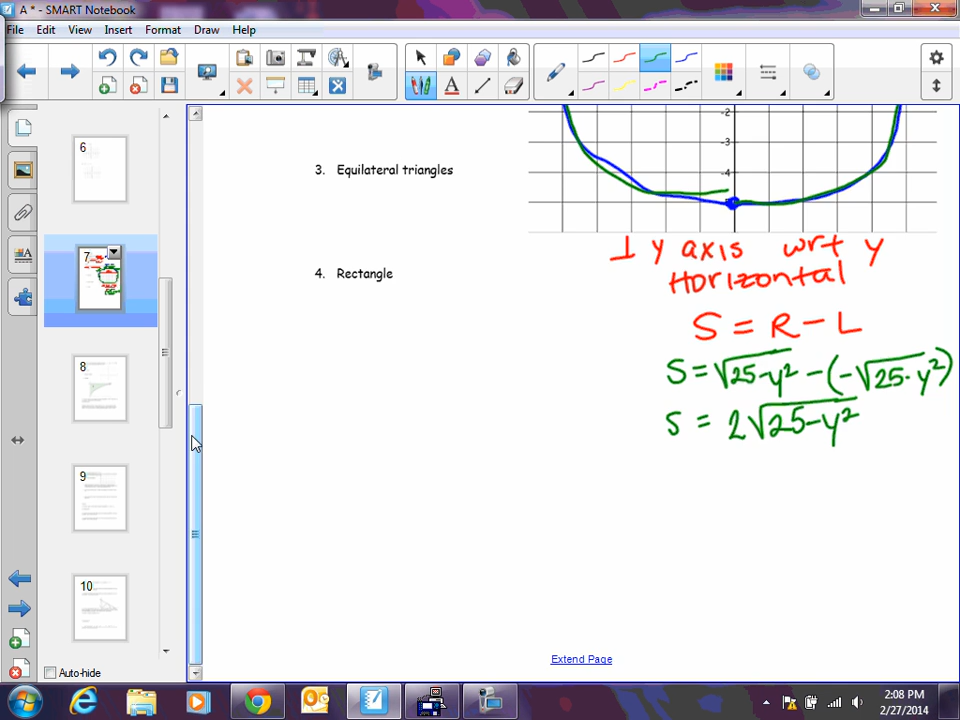 A * - SMART Notebook
File Edit View Insert Format Draw Help
6
7
8
9
10
Auto-hide
3. Equilateral triangles
4. Rectangle
-2
-3
-4
⊥ y axis wrt y
Horizontal
S = R - L
S = √25-y² - (-√25-y²)
S = 2√25-y²
Extend Page
2:08 PM
2/27/2014